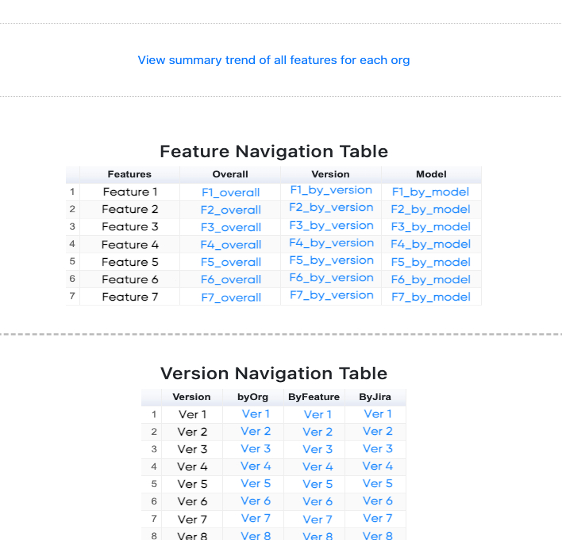 View summary trend of all features for each org
Feature Navigation Table
Features Overall Version Model
1 Feature 1 F1_overall F1_by_version F1_by_model
2 Feature 2 F2_overall F2_by_version F2_by_model
3 Feature 3 F3_overall F3_by_version F3_by_model
4 Feature 4 F4_overall F4_by_version F4_by_model
5 Feature 5 F5_overall F5_by_version F5_by_model
6 Feature 6 F6_overall F6_by_version F6_by_model
7 Feature 7 F7_overall F7_by_version F7_by_model
Version Navigation Table
Version byOrg ByFeature ByJira
1 Ver 1 Ver 1 Ver 1 Ver 1
2 Ver 2 Ver 2 Ver 2 Ver 2
3 Ver 3 Ver 3 Ver 3 Ver 3
4 Ver 4 Ver 4 Ver 4 Ver 4
5 Ver 5 Ver 5 Ver 5 Ver 5
6 Ver 6 Ver 6 Ver 6 Ver 6
7 Ver 7 Ver 7 Ver 7 Ver 7
8 Ver 8 Ver 8 Ver 8 Ver 8